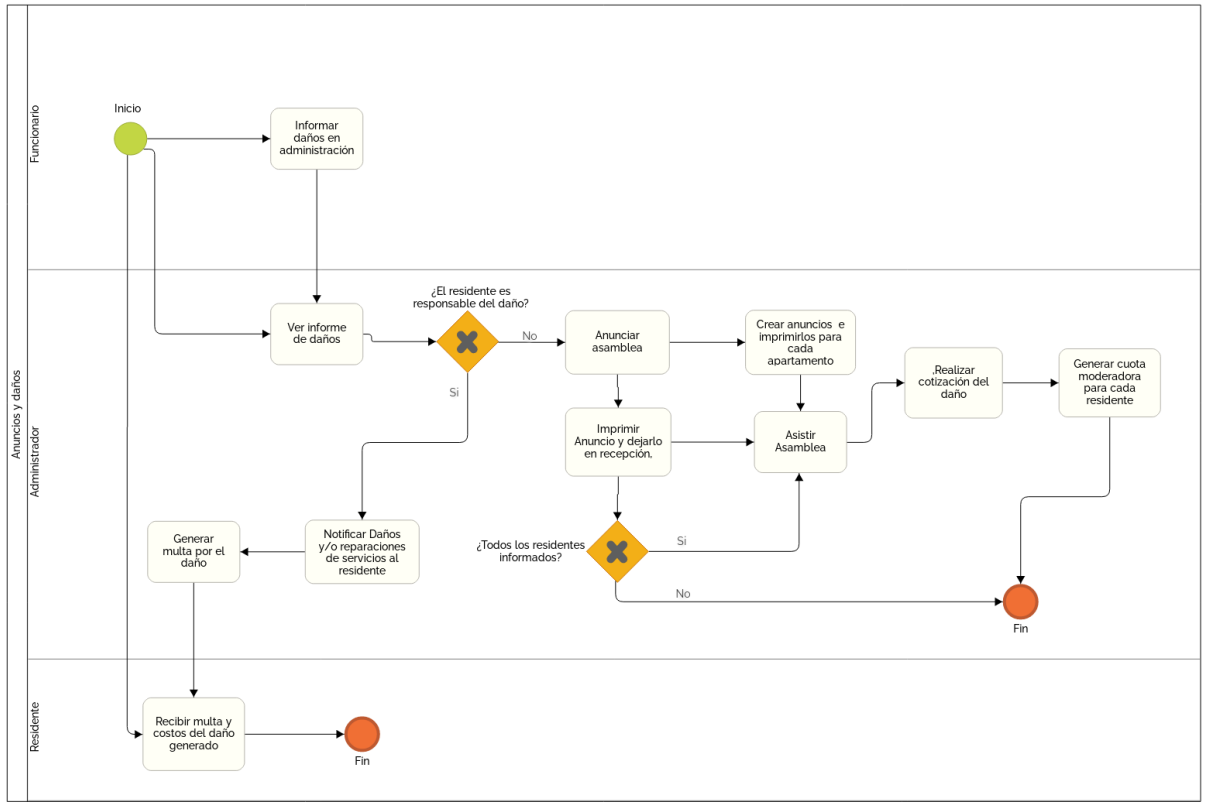 Anuncios y daños
Funcionario
Inicio
Informar
daños en
administración
Administrador
Ver informe
de daños
¿El residente es
responsable del daño?
No
Si
Anunciar
asamblea
Crear anuncios e
imprimirlos para
cada
apartamento
,Realizar
cotización del
daño
Generar cuota
moderadora
para cada
residente
Imprimir
Anuncio y dejarlo
en recepción,
Asistir
Asamblea
Generar
multa por el
daño
Notificar Daños
y/o reparaciones
de servicios al
residente
¿Todos los residentes
informados?
Si
No
Fin
Residente
Recibir multa y
costos del daño
generado
Fin